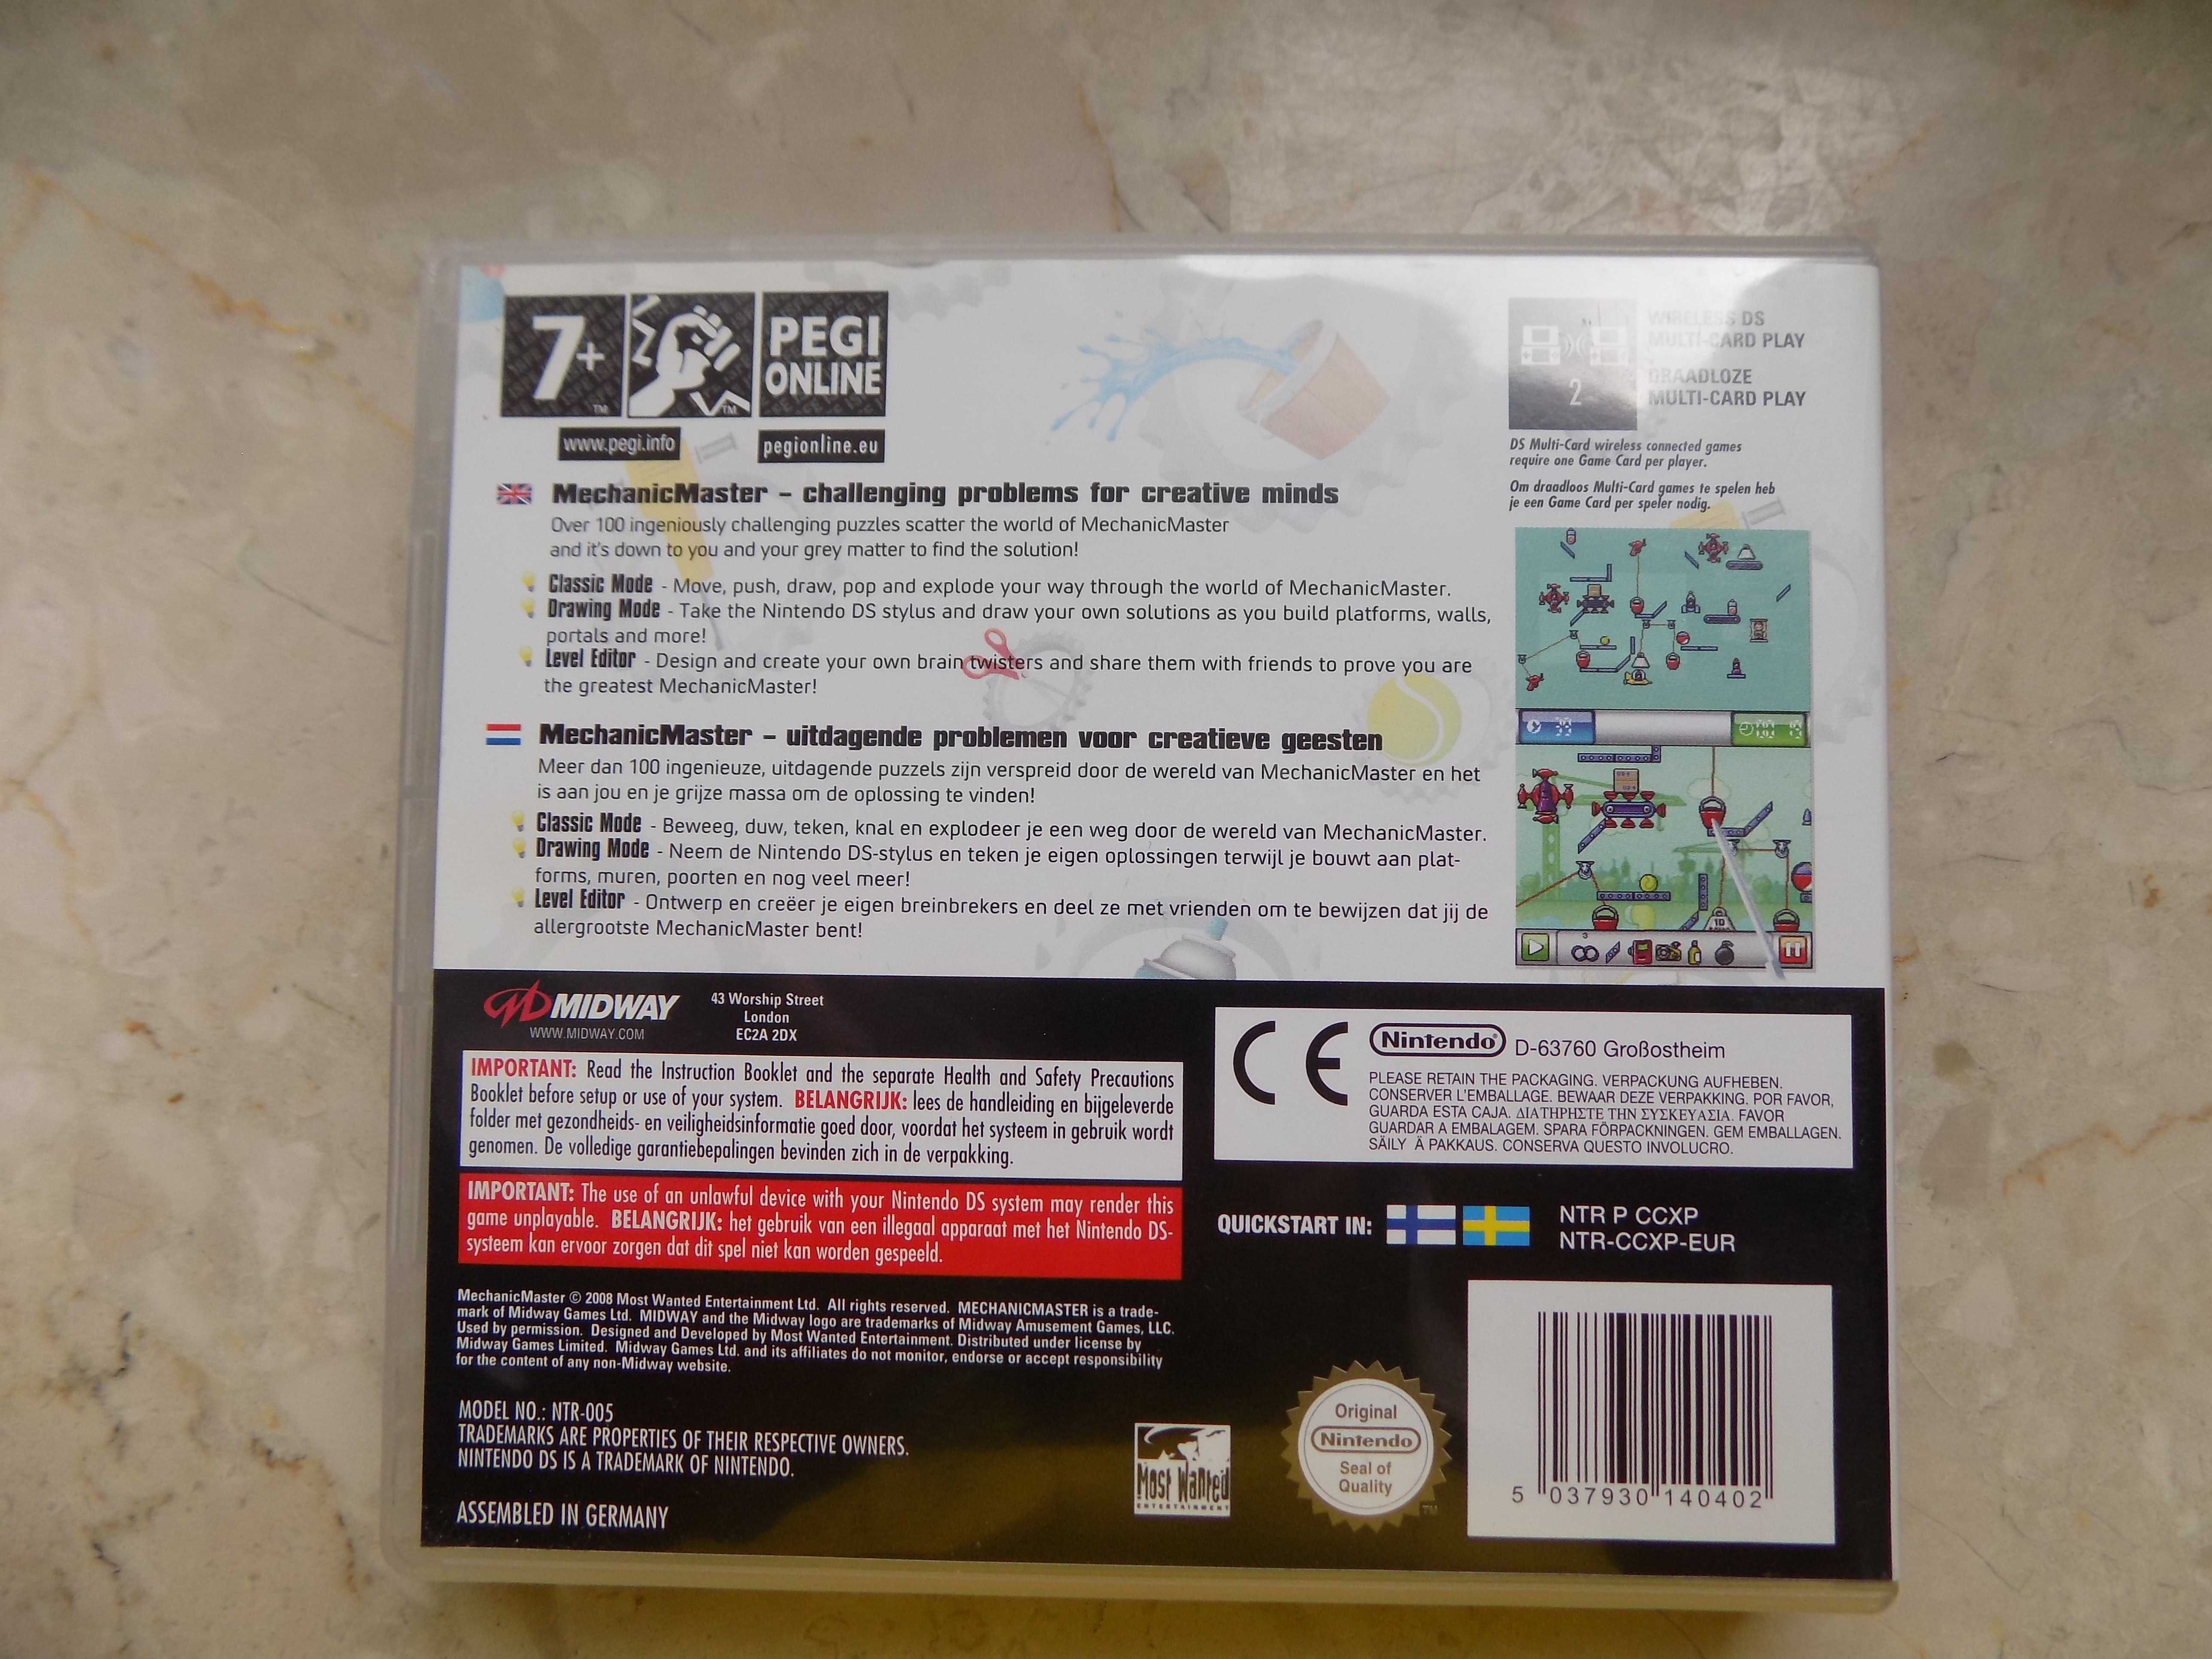 7+
TM
TM
PEGI
ONLINE
www.pegi.info
pegionline.eu
WIRELESS DS
MULTI-CARD PLAY
DRAADLOZE
MULTI-CARD PLAY
2
DS Multi-Card wireless connected games
require one Game Card per player.
Om draadloos Multi-Card games te spelen heb
je een Game Card per speler nodig.
MechanicMaster – challenging problems for creative minds
Over 100 ingeniously challenging puzzles scatter the world of MechanicMaster
and it's down to you and your grey matter to find the solution!
Classic Mode - Move, push, draw, pop and explode your way through the world of MechanicMaster.
Drawing Mode - Take the Nintendo DS stylus and draw your own solutions as you build platforms, walls,
portals and more!
Level Editor - Design and create your own brain twisters and share them with friends to prove you are
the greatest MechanicMaster!
MechanicMaster – uitdagende problemen voor creatieve geesten
Meer dan 100 ingenieuze, uitdagende puzzels zijn verspreid door de wereld van MechanicMaster en het
is aan jou en je grijze massa om de oplossing te vinden!
Classic Mode - Beweeg, duw, teken, knal en explodeer je een weg door de wereld van MechanicMaster.
Drawing Mode - Neem de Nintendo DS-stylus en teken je eigen oplossingen terwijl je bouwt aan plat-
forms, muren, poorten en nog veel meer!
Level Editor - Ontwerp en creëer je eigen breinbrekers en deel ze met vrienden om te bewijzen dat jij de
allergrootste MechanicMaster bent!
10
3
MIDWAY
WWW.MIDWAY.COM
43 Worship Street
London
EC2A 2DX
IMPORTANT: Read the Instruction Booklet and the separate Health and Safety Precautions
Booklet before setup or use of your system. BELANGRIJK: lees de handleiding en bijgeleverde
folder met gezondheids- en veiligheidsinformatie goed door, voordat het systeem in gebruik wordt
genomen. De volledige garantiebepalingen bevinden zich in de verpakking.
IMPORTANT: The use of an unlawful device with your Nintendo DS system may render this
game unplayable. BELANGRIJK: het gebruik van een illegaal apparaat met het Nintendo DS-
systeem kan ervoor zorgen dat dit spel niet kan worden gespeeld.
MechanicMaster © 2008 Most Wanted Entertainment Ltd. All rights reserved. MECHANICMASTER is a trade-
mark of Midway Games Ltd. MIDWAY and the Midway logo are trademarks of Midway Amusement Games, LLC.
Used by permission. Designed and Developed by Most Wanted Entertainment. Distributed under license by
Midway Games Limited. Midway Games Ltd. and its affiliates do not monitor, endorse or accept responsibility
for the content of any non-Midway website.
MODEL NO.: NTR-005
TRADEMARKS ARE PROPERTIES OF THEIR RESPECTIVE OWNERS.
NINTENDO DS IS A TRADEMARK OF NINTENDO.
ASSEMBLED IN GERMANY
CE
Nintendo® D-63760 Großostheim
PLEASE RETAIN THE PACKAGING. VERPACKUNG AUFHEBEN.
CONSERVER L'EMBALLAGE. BEWAAR DEZE VERPAKKING. POR FAVOR,
GUARDA ESTA CAJA. ΔΙΑΤΗΡΗΣΤΕ ΤΗΝ ΣΥΣΚΕΥΑΣΙΑ. FAVOR
GUARDAR A EMBALAGEM. SPARA FÖRPACKNINGEN. GEM EMBALLAGEN.
SÄILY Ä PAKKAUS. CONSERVA QUESTO INVOLUCRO.
QUICKSTART IN:
NTR P CCXP
NTR-CCXP-EUR
Most Wanted
ENTERTAINMENT
Original
Nintendo
Seal of
Quality
TM
5 037930 140402